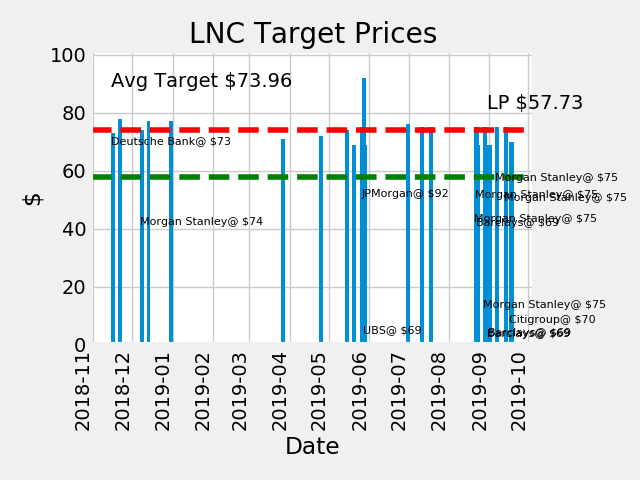 LNC Target Prices
100
80
60
40
20
0
$
Avg Target $73.96
LP $57.73
Deutsche Bank@ $73
Morgan Stanley@ $75
JPMorgan@ $92
Morgan Stanley@ $75
Morgan Stanley@ $75
Morgan Stanley@ $74
Morgan Stanley@ $75
Barclays@ $69
Morgan Stanley@ $75
Citigroup@ $70
UBS@ $69
Barclays@ $69
Barclays@ $69
2018-11
2018-12
2019-01
2019-02
2019-03
2019-04
2019-05
2019-06
2019-07
2019-08
2019-09
2019-10
Date